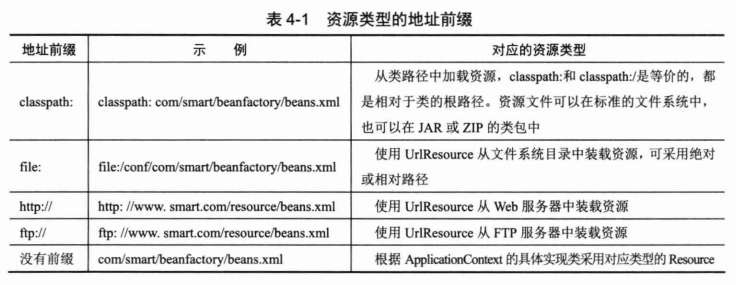 表 4-1 资源类型的地址前缀
地址前缀 示 例 对应的资源类型
从类路径中加载资源，classpath:和 classpath:/是等价的，都
classpath: classpath: com/smart/beanfactory/beans.xml 是相对于类的根路径。资源文件可以在标准的文件系统中，
也可以在 JAR 或 ZIP 的类包中
file: file:/conf/com/smart/beanfactory/beans.xml 使用 UrlResource 从文件系统目录中装载资源，可采用绝对
或相对路径
http:// http: //www. smart.com/resource/beans.xml 使用 UrlResource 从 Web 服务器中装载资源
ftp:// ftp: //www. smart.com/resource/beans.xml 使用 UrlResource 从 FTP 服务器中装载资源
没有前缀 com/smart/beanfactory/beans.xml 根据 ApplicationContext 的具体实现类采用对应类型的 Resource